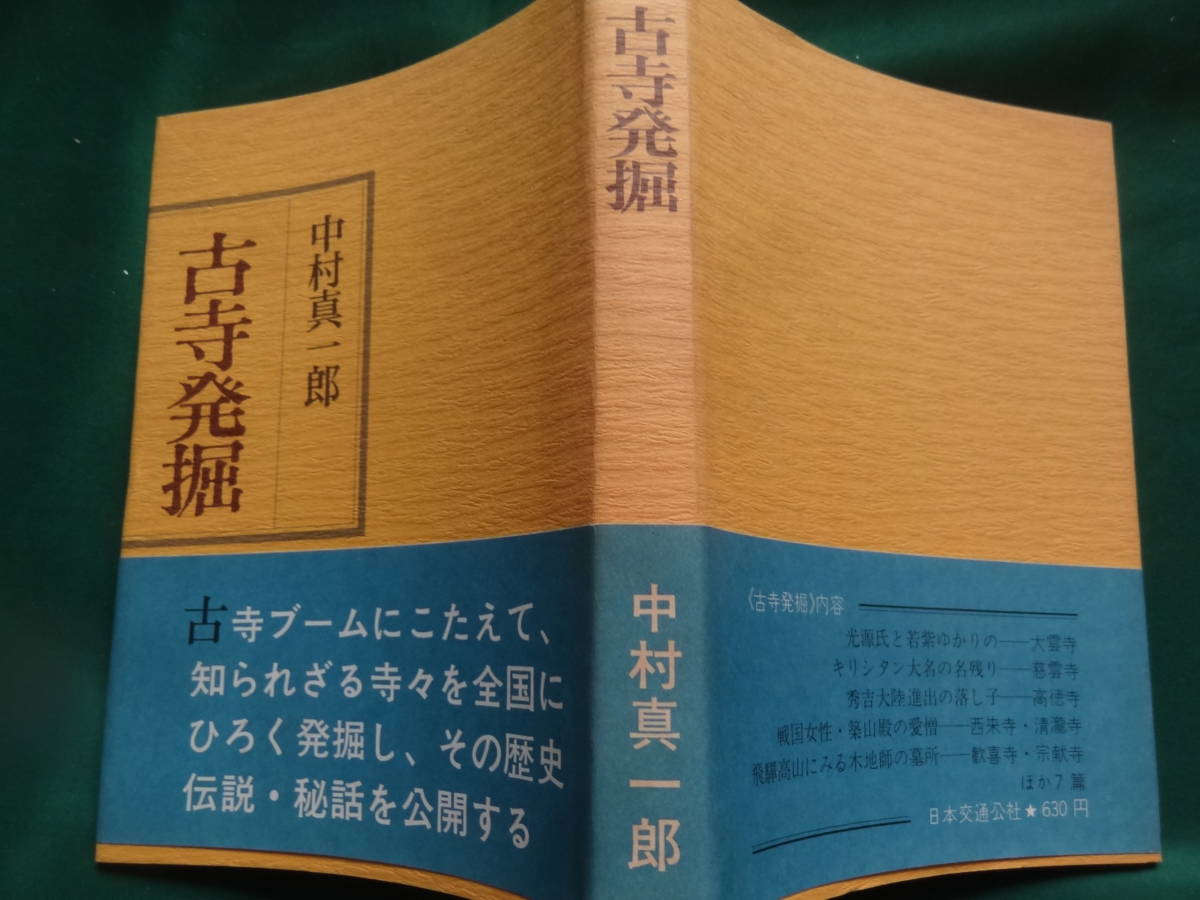 中村真一郎
古寺発掘
古寺ブームにこたえて、
知られざる寺々を全国に
ひろく発掘し、その歴史
伝説・秘話を公開する
古寺発掘
中村真一郎
《古寺発掘》内容
光源氏と若紫ゆかりの――大雲寺
キリシタン大名の名残り――慈雲寺
秀吉大陸進出の落し子――高徳寺
戦国女性・築山殿の愛憎――西来寺・清瀧寺
飛騨高山にみる木地師の墓所――歓喜寺・宗猷寺
ほか7篇
日本交通公社★630円